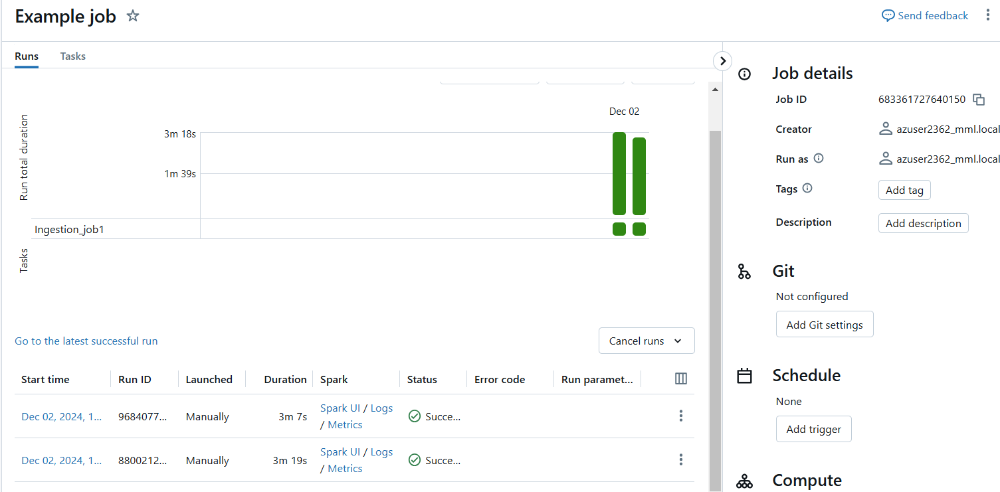 Example job
Send feedback
Runs Tasks
Dec 02
Run total duration
3m 18s
1m 39s
Ingestion_job1
Tasks
Go to the latest successful run
Cancel runs
Start time Run ID Launched Duration Spark Status Error code Run paramet...
Dec 02, 2024, 1... 9684077... Manually 3m 7s Spark UI / Logs / Metrics Succe...
Dec 02, 2024, 1... 8800212... Manually 3m 19s Spark UI / Logs / Metrics Succe...
Job details
Job ID 683361727640150
Creator azuser2362_mml.local
Run as azuser2362_mml.local
Tags Add tag
Description Add description
Git
Not configured
Add Git settings
Schedule
None
Add trigger
Compute